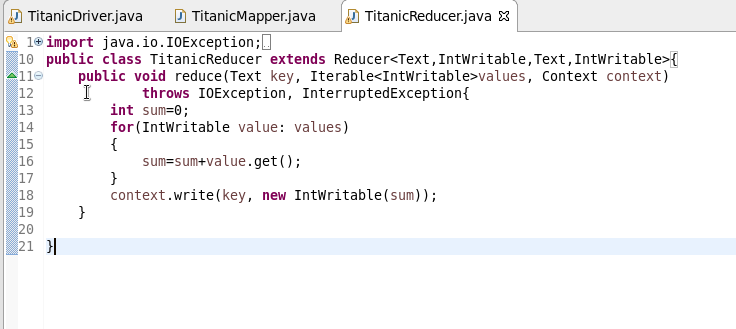 TitanicDriver.java TitanicMapper.java TitanicReducer.java
1 import java.io.IOException;
10 public class TitanicReducer extends Reducer<Text,IntWritable,Text,IntWritable>{
11 public void reduce(Text key, Iterable<IntWritable>values, Context context)
12 throws IOException, InterruptedException{
13 int sum=0;
14 for(IntWritable value: values)
15 {
16 sum=sum+value.get();
17 }
18 context.write(key, new IntWritable(sum));
19 }
20
21 }